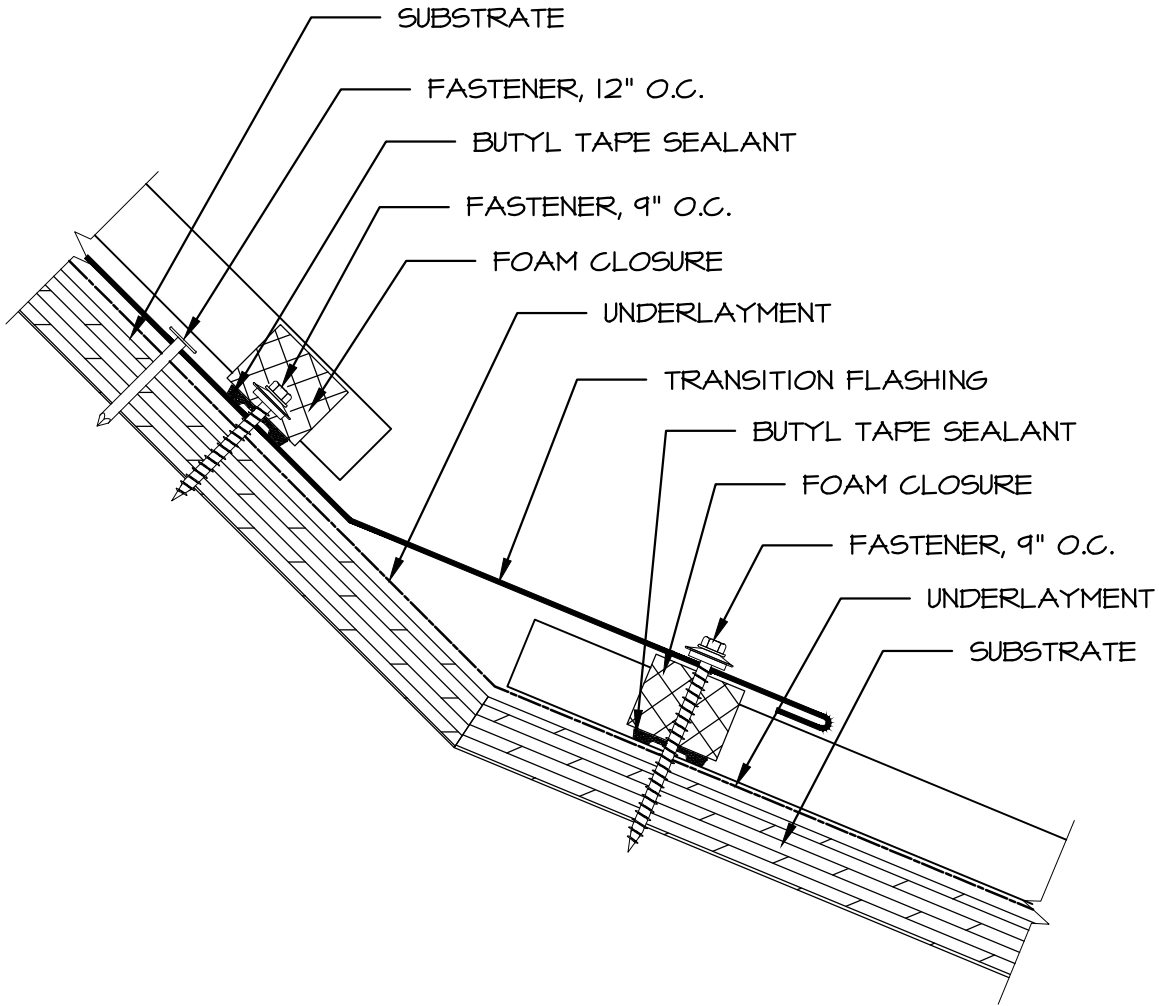 SUBSTRATE
FASTENER, 12" O.C.
BUTYL TAPE SEALANT
FASTENER, 9" O.C.
FOAM CLOSURE
UNDERLAYMENT
TRANSITION FLASHING
BUTYL TAPE SEALANT
FOAM CLOSURE
FASTENER, 9" O.C.
UNDERLAYMENT
SUBSTRATE